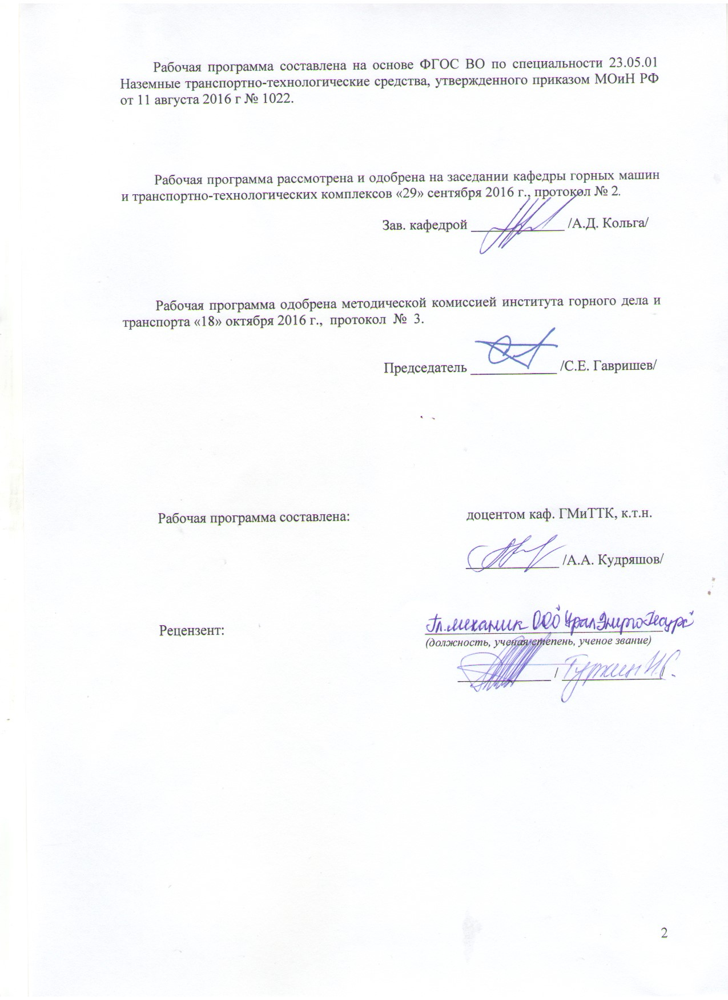 Рабочая программа составлена на основе ФГОС ВО по специальности 23.05.01
Наземные транспортно-технологические средства, утвержденного приказом МОиН РФ
от 11 августа 2016 г № 1022.
Рабочая программа рассмотрена и одобрена на заседании кафедры горных машин
и транспортно-технологических комплексов «29» сентября 2016 г., протокол № 2.
Зав. кафедрой _____________ /А.Д. Кольга/
Рабочая программа одобрена методической комиссией института горного дела и
транспорта «18» октября 2016 г., протокол № 3.
Председатель ____________ /С.Е. Гавришев/
Рабочая программа составлена: доцентом каф. ГМиТТК, к.т.н.
_____________ /А.А. Кудряшов/
Рецензент: Гл. механик ООО "УралЭнергоРесурс"
(должность, ученая степень, ученое звание)
_____________ / Туркин И.С. /
2